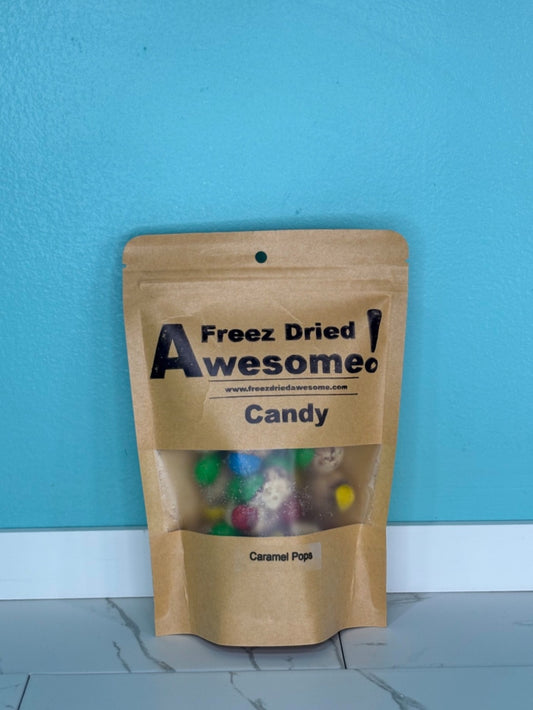 Freez Dried
Awesome!
www.freezdriedawesome.com
Candy
Caramel Pops